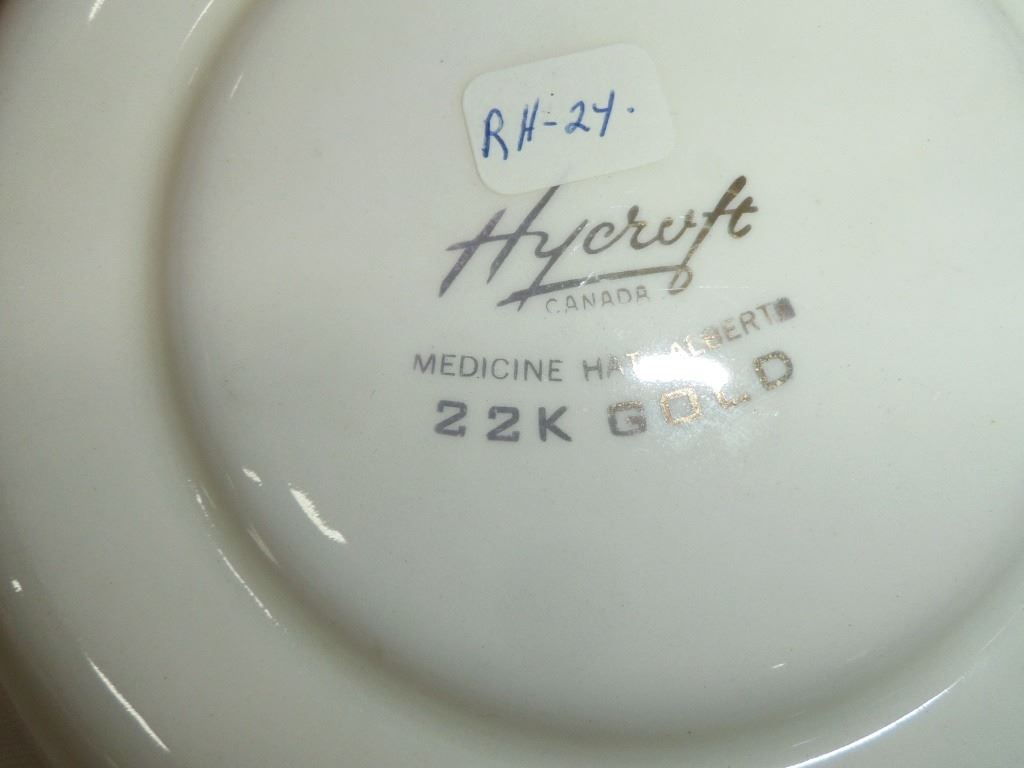 RH-24.
Hycroft
CANADA
MEDICINE HAT ALBERTA
22K GOLD